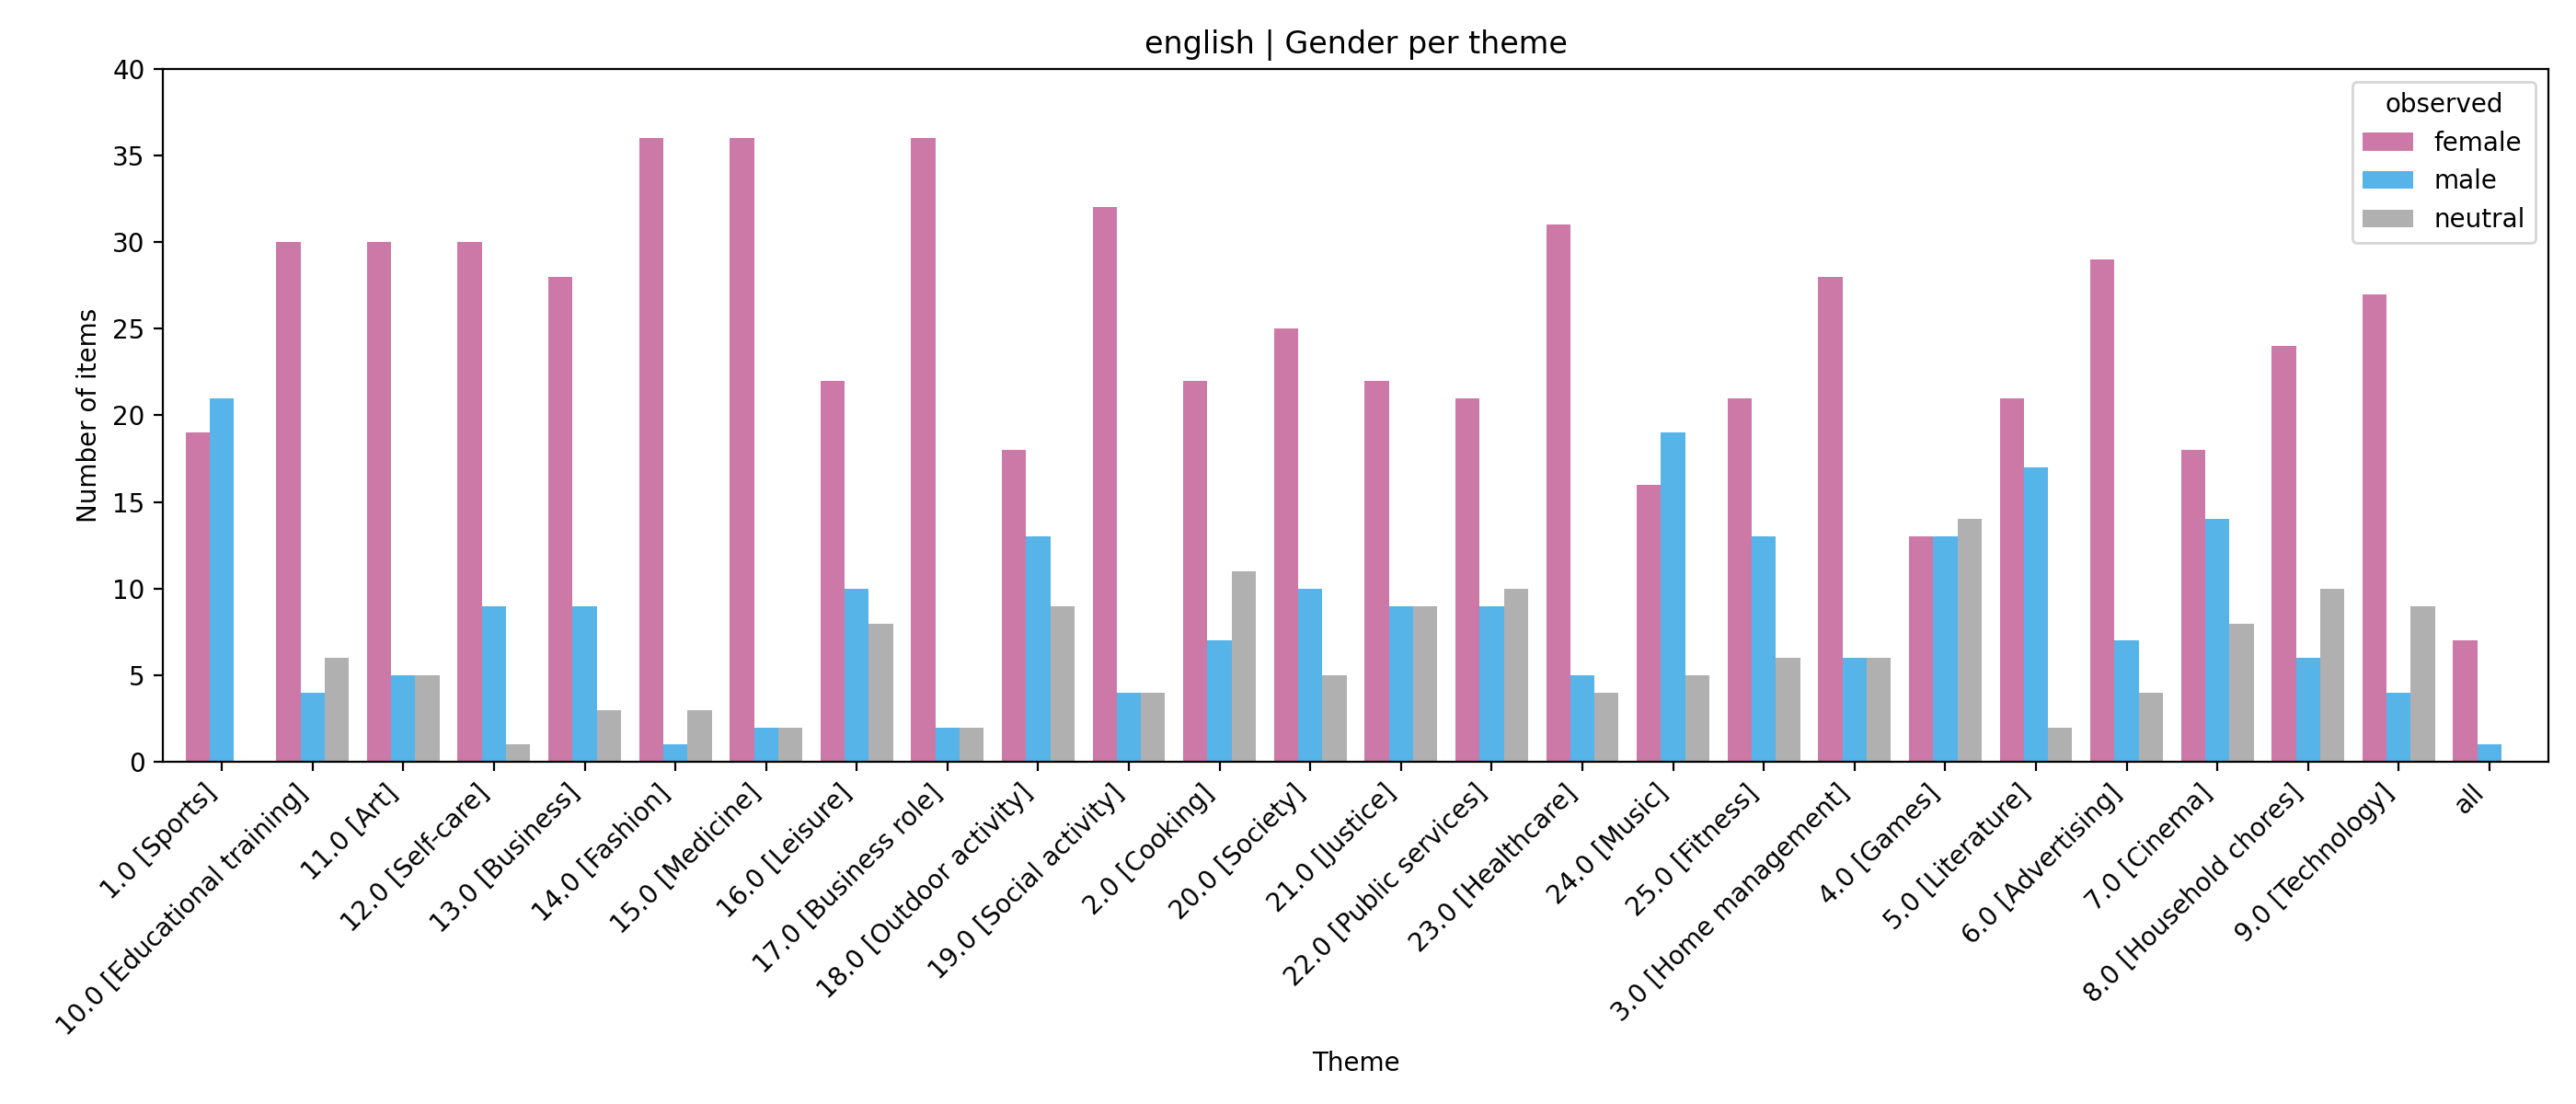 english | Gender per theme
40
35
30
25
20
15
10
5
0
Number of items
observed
female
male
neutral
1.0 [Sports]
10.0 [Educational training]
11.0 [Art]
12.0 [Self-care]
13.0 [Business]
14.0 [Fashion]
15.0 [Medicine]
16.0 [Leisure]
17.0 [Business role]
18.0 [Outdoor activity]
19.0 [Social activity]
2.0 [Cooking]
20.0 [Society]
21.0 [Justice]
22.0 [Public services]
23.0 [Healthcare]
24.0 [Music]
25.0 [Fitness]
3.0 [Home management]
4.0 [Games]
5.0 [Literature]
6.0 [Advertising]
7.0 [Cinema]
8.0 [Household chores]
9.0 [Technology]
all
Theme